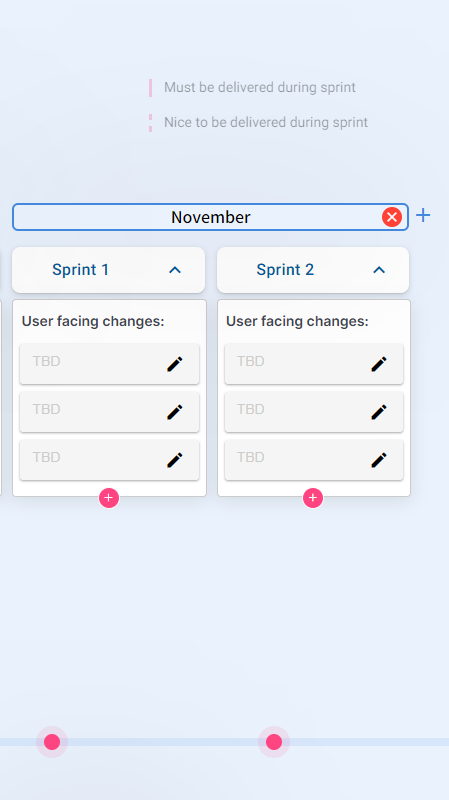 Must be delivered during sprint
Nice to be delivered during sprint
November
Sprint 1
Sprint 2
User facing changes:
User facing changes:
TBD
TBD
TBD
TBD
TBD
TBD